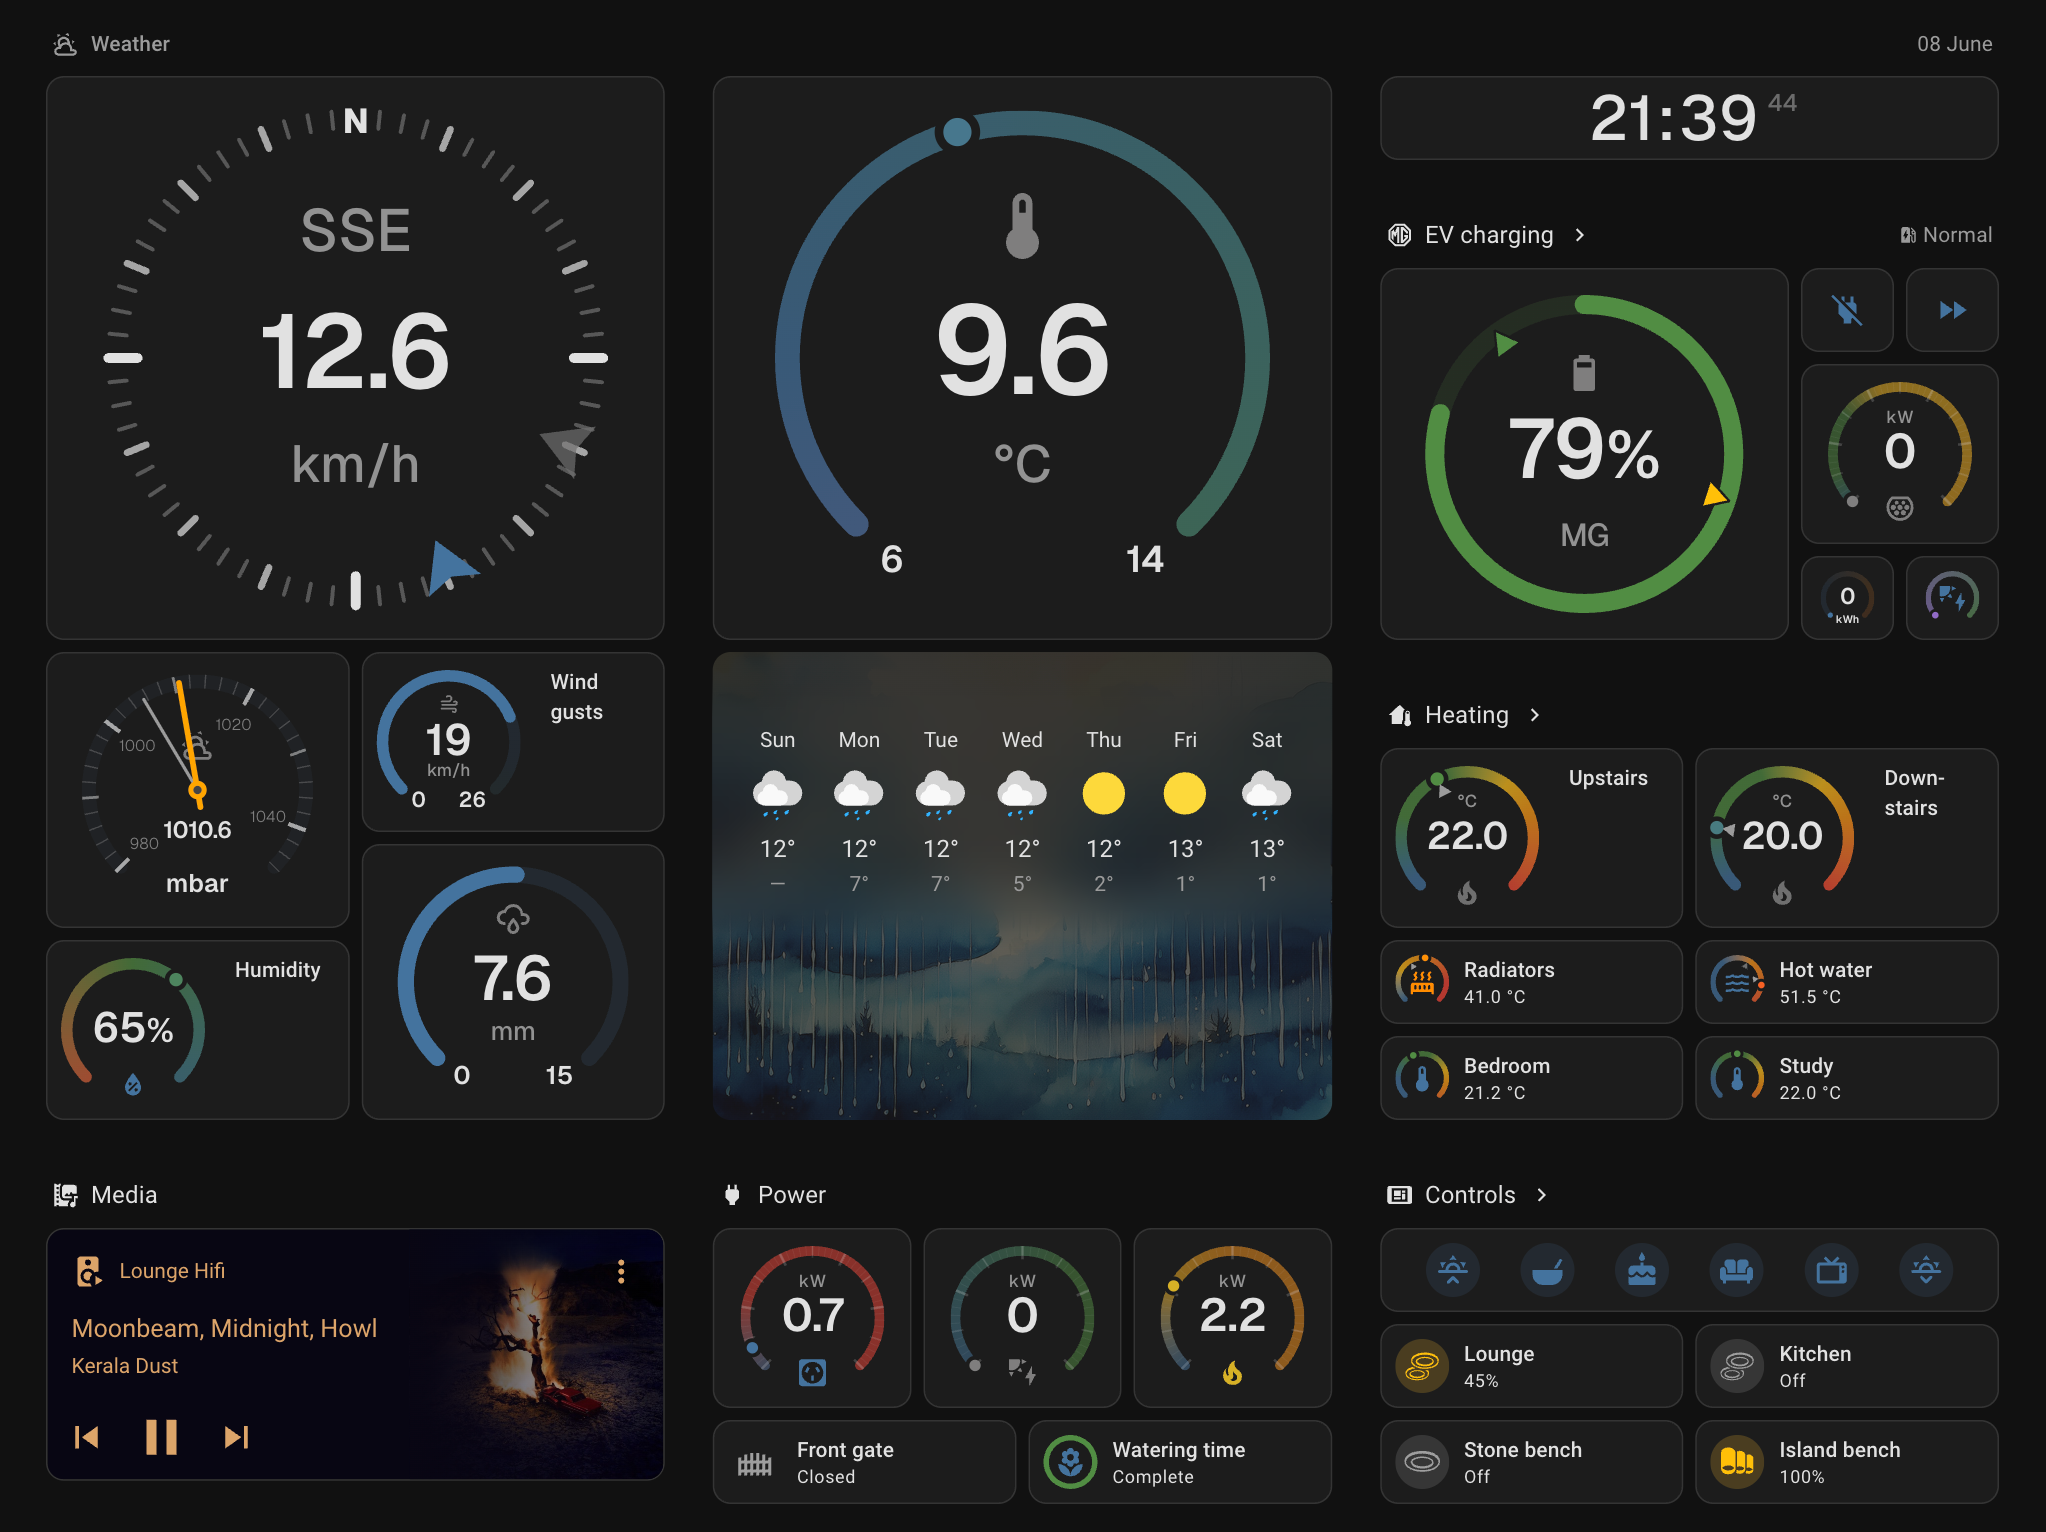 Weather
08 June
N
SSE
12.6
km/h
9.6
°C
6
14
21:39 44
MG
EV charging
Normal
79%
MG
kW
0
0
kWh
1000
1020
980
1040
1010.6
mbar
Wind
gusts
19
km/h
0
26
7.6
mm
0
15
Humidity
65%
Sun Mon Tue Wed Thu Fri Sat
12° 12° 12° 12° 12° 13° 13°
— 7° 7° 5° 2° 1° 1°
Heating
Upstairs
°C
22.0
Down-
stairs
°C
20.0
Radiators
41.0 °C
Hot water
51.5 °C
Bedroom
21.2 °C
Study
22.0 °C
Media
Lounge Hifi
Moonbeam, Midnight, Howl
Kerala Dust
Power
kW
0.7
kW
0
kW
2.2
Front gate
Closed
Watering time
Complete
Controls
Lounge
45%
Kitchen
Off
Stone bench
Off
Island bench
100%